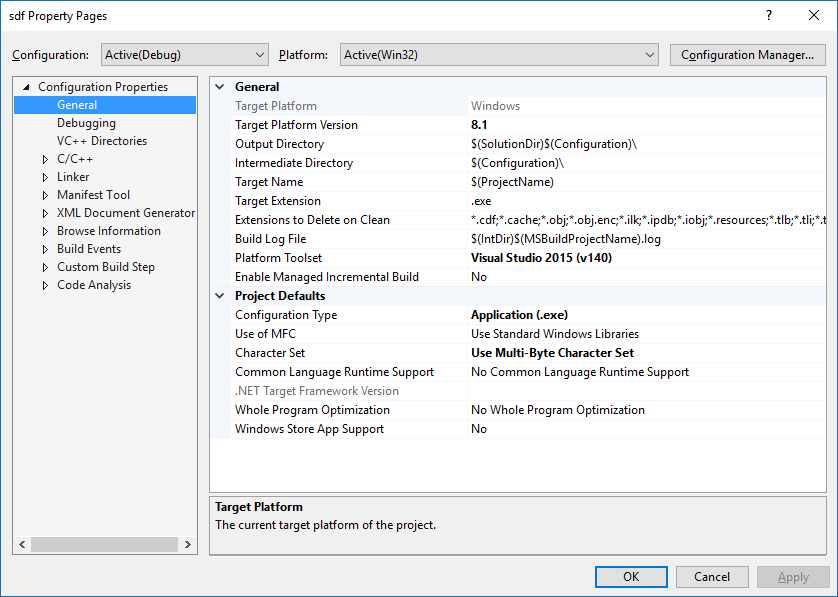 sdf Property Pages
?
Configuration: Active(Debug) Platform: Active(Win32) Configuration Manager...
Configuration Properties
General
Debugging
VC++ Directories
C/C++
Linker
Manifest Tool
XML Document Generator
Browse Information
Build Events
Custom Build Step
Code Analysis
General
Target Platform Windows
Target Platform Version 8.1
Output Directory $(SolutionDir)$(Configuration)\
Intermediate Directory $(Configuration)\
Target Name $(ProjectName)
Target Extension .exe
Extensions to Delete on Clean *.cdf;*.cache;*.obj;*.obj.enc;*.ilk;*.ipdb;*.iobj;*.resources;*.tlb;*.tli;*.t
Build Log File $(IntDir)$(MSBuildProjectName).log
Platform Toolset Visual Studio 2015 (v140)
Enable Managed Incremental Build No
Project Defaults
Configuration Type Application (.exe)
Use of MFC Use Standard Windows Libraries
Character Set Use Multi-Byte Character Set
Common Language Runtime Support No Common Language Runtime Support
.NET Target Framework Version
Whole Program Optimization No Whole Program Optimization
Windows Store App Support No
Target Platform
The current target platform of the project.
OK Cancel Apply